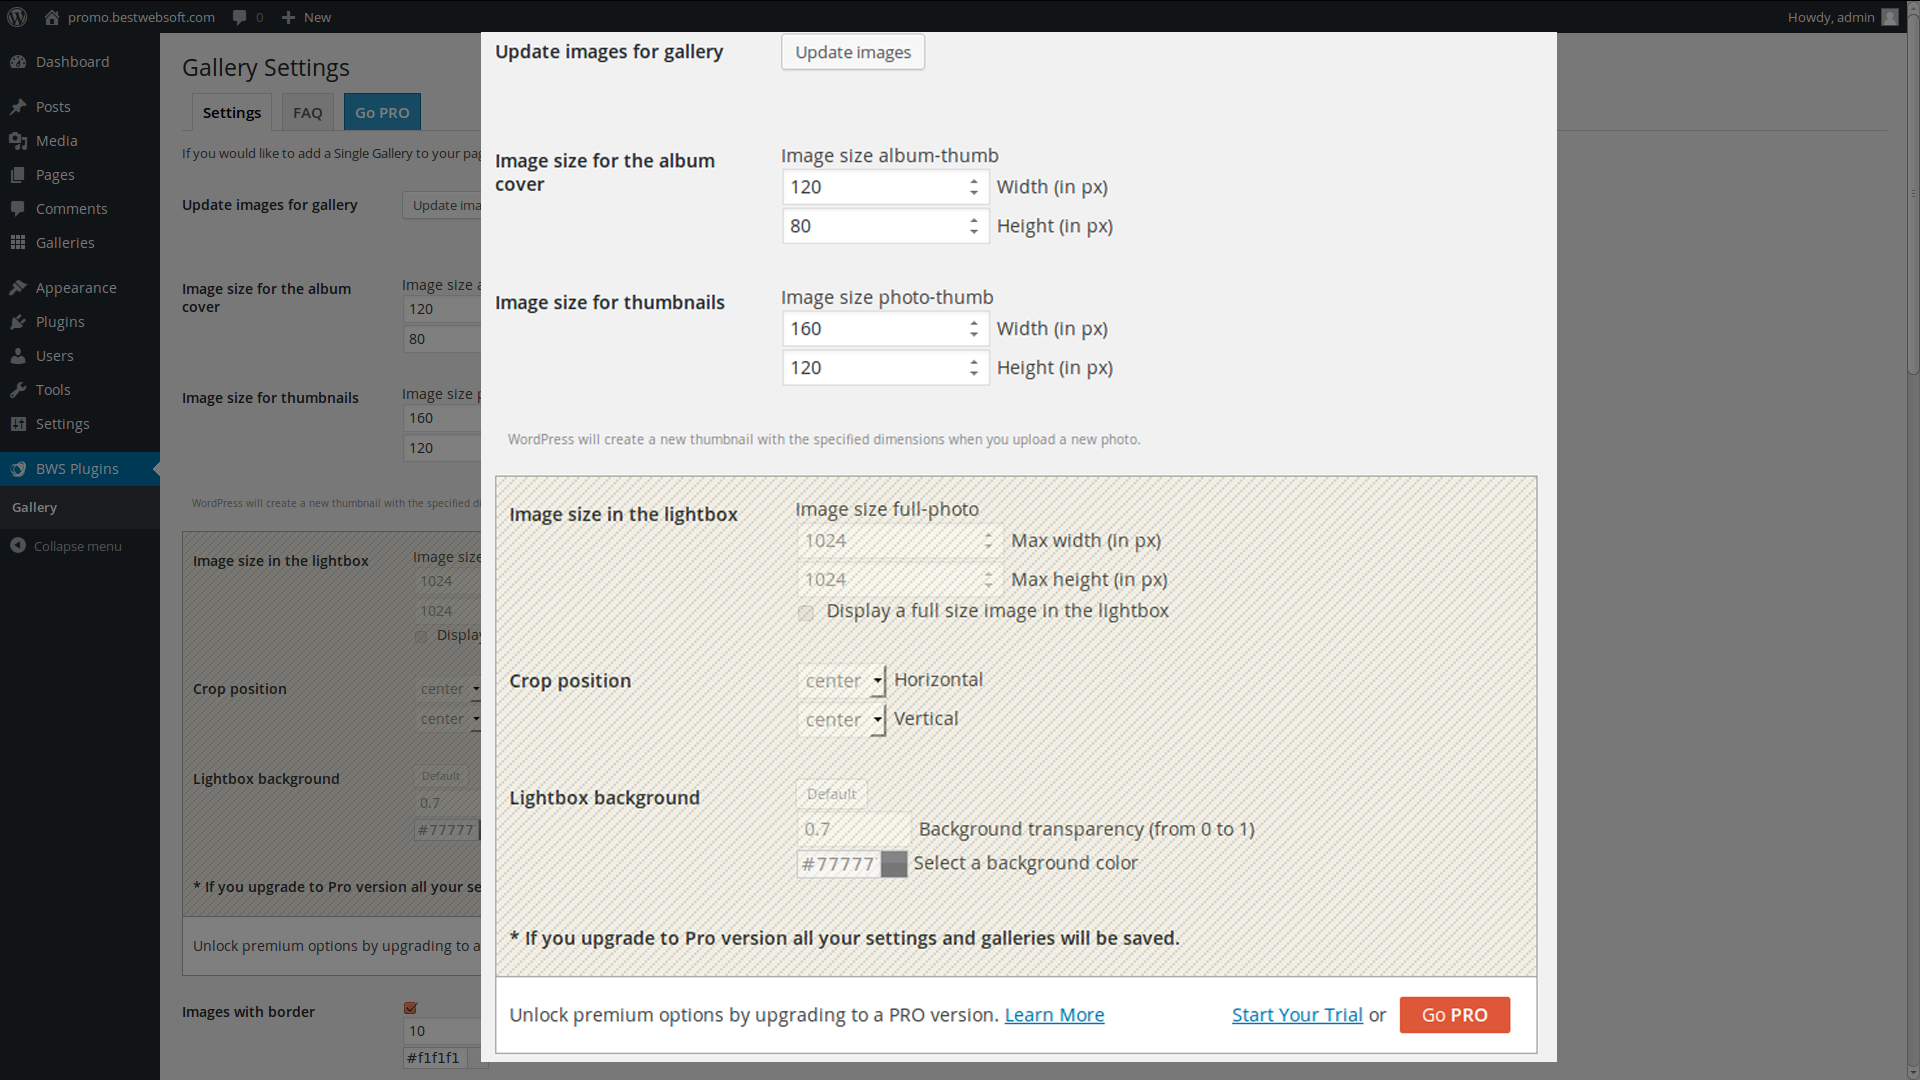 promo.bestwebsoft.com 0 New Howdy, admin
Dashboard
Posts
Media
Pages
Comments
Galleries
Appearance
Plugins
Users
Tools
Settings
BWS Plugins
Gallery
Collapse menu
Gallery Settings
Settings FAQ Go PRO
If you would like to add a Single Gallery to your
Update images for gallery Update
Image size for the album
cover
Image size
120
80
Image size for thumbnails
Image size
160
120
WordPress will create a new thumbnail with the specified
Image size in the lightbox
Image size
1024
1024
Crop position
center
center
Lightbox background
Default
0.7
#77777
* If you upgrade to Pro version all your
Unlock premium options by upgrading to a
Images with border
10
#f1f1f1
Update images for gallery Update images
Image size for the album
cover
Image size album-thumb
120 Width (in px)
80 Height (in px)
Image size for thumbnails
Image size photo-thumb
160 Width (in px)
120 Height (in px)
WordPress will create a new thumbnail with the specified dimensions when you upload a new photo.
Image size in the lightbox
Image size full-photo
1024 Max width (in px)
1024 Max height (in px)
Display a full size image in the lightbox
Crop position
center Horizontal
center Vertical
Lightbox background
Default
0.7 Background transparency (from 0 to 1)
#77777 Select a background color
* If you upgrade to Pro version all your settings and galleries will be saved.
Unlock premium options by upgrading to a PRO version. Learn More Start Your Trial or Go PRO